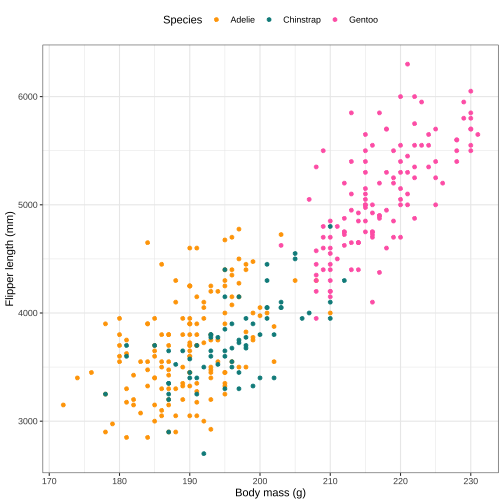 Species Adelie Chinstrap Gentoo
6000
5000
4000
3000
Flipper length (mm)
170 180 190 200 210 220 230
Body mass (g)